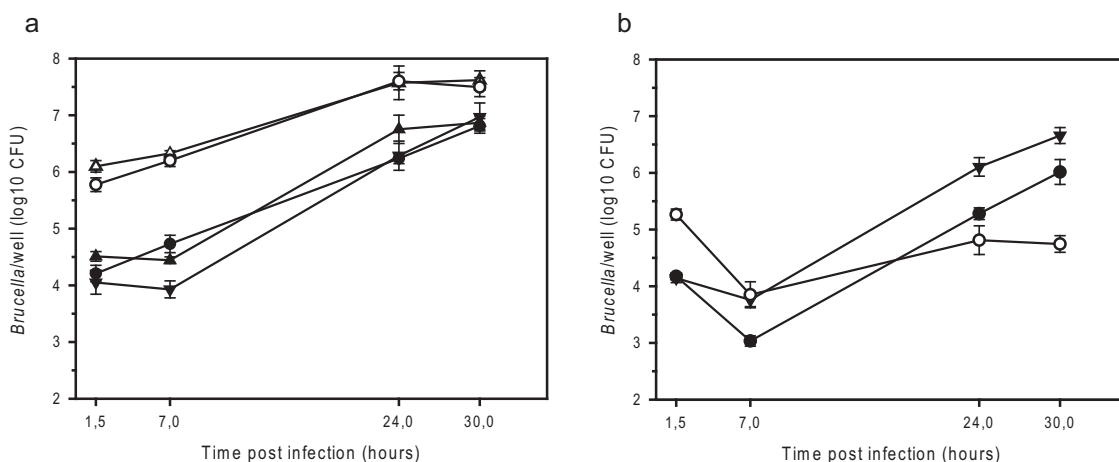 a
8
7
6
5
4
3
2
Brucella/well (log10 CFU)
1,5 7,0 24,0 30,0
Time post infection (hours)
b
8
7
6
5
4
3
2
Brucella/well (log10 CFU)
1,5 7,0 24,0 30,0
Time post infection (hours)